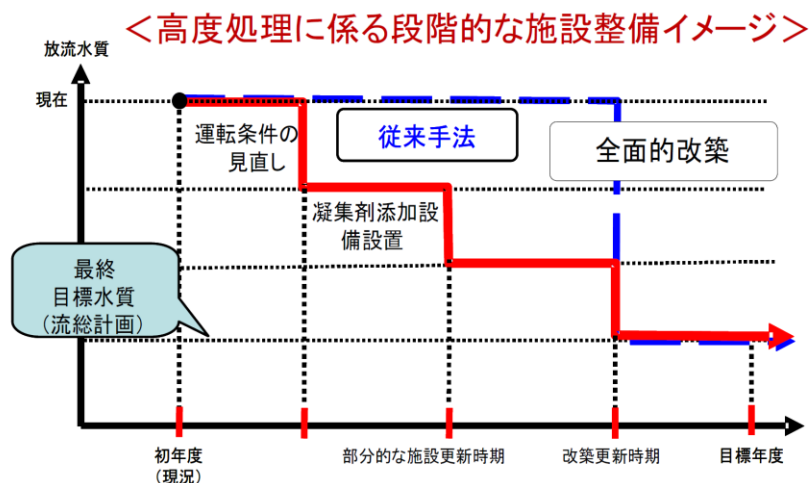 ＜高度処理に係る段階的な施設整備イメージ＞
放流水質
現在
運転条件の
見直し
従来手法
全面的改築
凝集剤添加設
備設置
最終
目標水質
(流総計画)
初年度
(現況)
部分的な施設更新時期
改築更新時期
目標年度